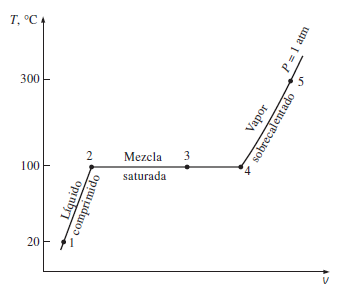 T, °C
300
100
20
1
Líquido
comprimido
2
Mezcla
saturada
3
4
Vapor
sobrecalentado
5
P = 1 atm
v